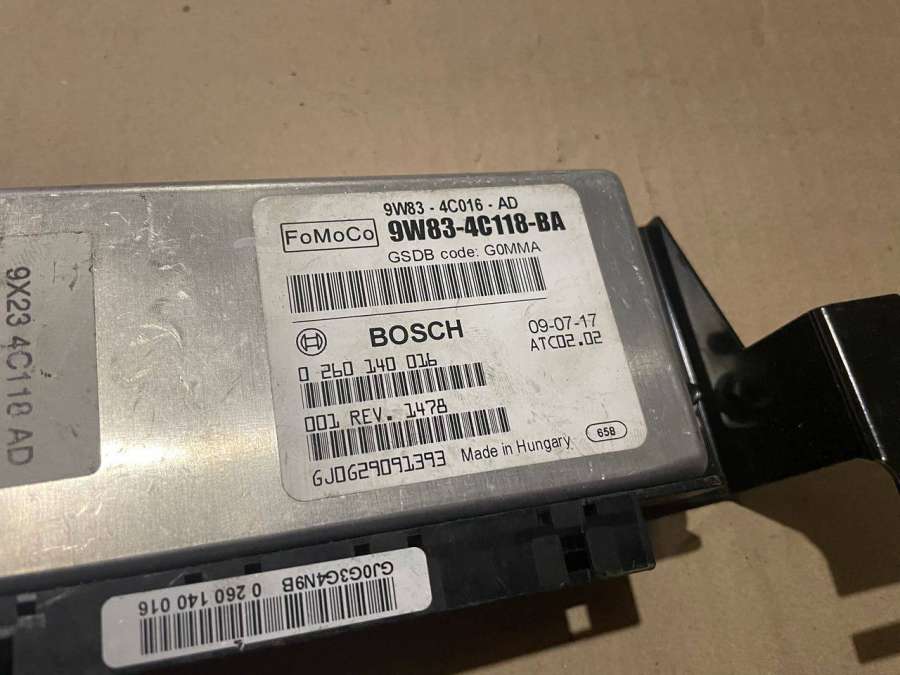 9W83 - 4C016 - AD
FoMoCo
9W83-4C118-BA
GSDB code: G0MMA
BOSCH
09-07-17
ATC02.02
0 260 140 016
001 REV. 1478
GJ0G29091393
Made in Hungary
658
9X23 4C118 AD
GJ0G3G4N9B 0 260 140 016